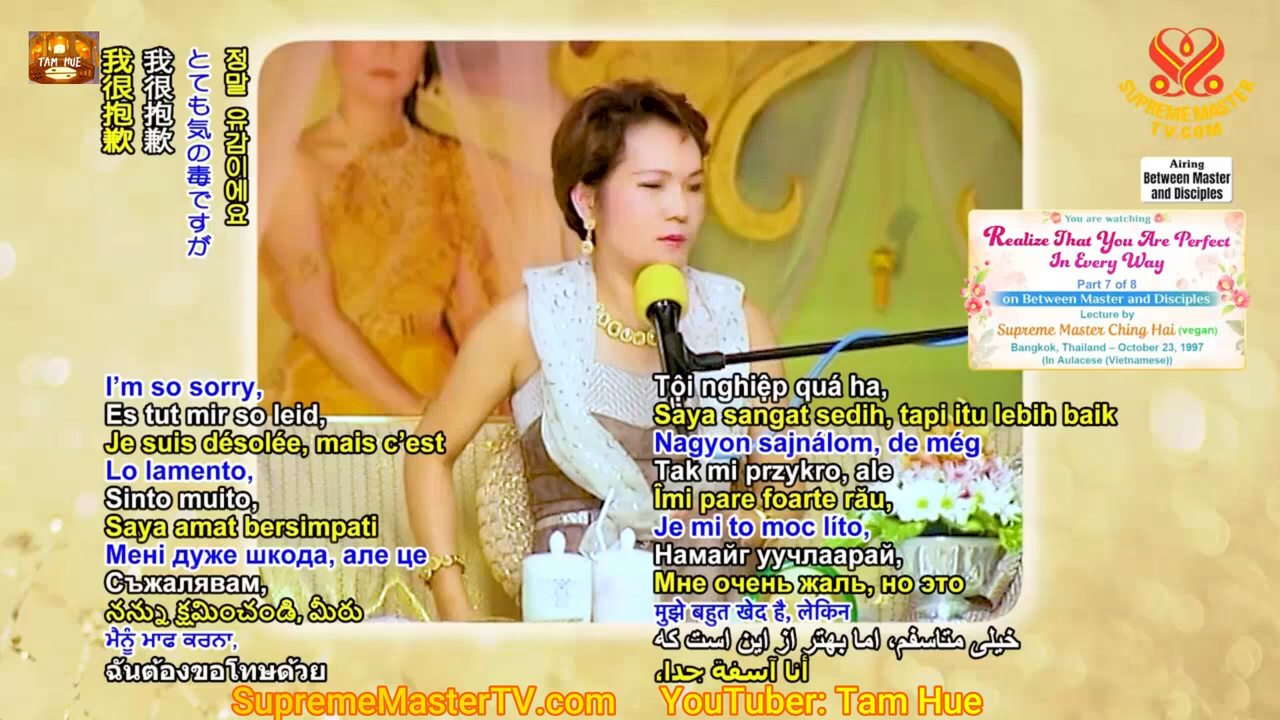 TAM HUE
我很抱歉
我很抱歉
とても気の毒ですが
정말 유감이에요
SUPREME MASTER
TV.COM
Airing
Between Master
and Disciples
You are watching
Realize That You Are Perfect
In Every Way
Part 7 of 8
on Between Master and Disciples
Lecture by
Supreme Master Ching Hai (vegan)
Bangkok, Thailand – October 23, 1997
(In Aulacese (Vietnamese))
I’m so sorry,
Es tut mir so leid,
Je suis désolée, mais c’est
Lo lamento,
Sinto muito,
Saya amat bersimpati
Мені дуже шкода, але це
Съжалявам,
నన్ను క్షమించండి, మీరు
ਮੈਨੂੰ ਮਾਫ ਕਰਨਾ,
ฉันต้องขอโทษด้วย
Tội nghiệp quá ha,
Saya sangat sedih, tapi itu lebih baik
Nagyon sajnálom, de még
Tak mi przykro, ale
Îmi pare foarte rău,
Je mi to moc líto,
Намайг уучлаарай,
Мне очень жаль, но это
मुझे बहुत खेद है, लेकिन
خیلی متاسفم، اما بهتر از این است که
أنا آسفة جدا،
SupremeMasterTV.com YouTuber: Tam Hue